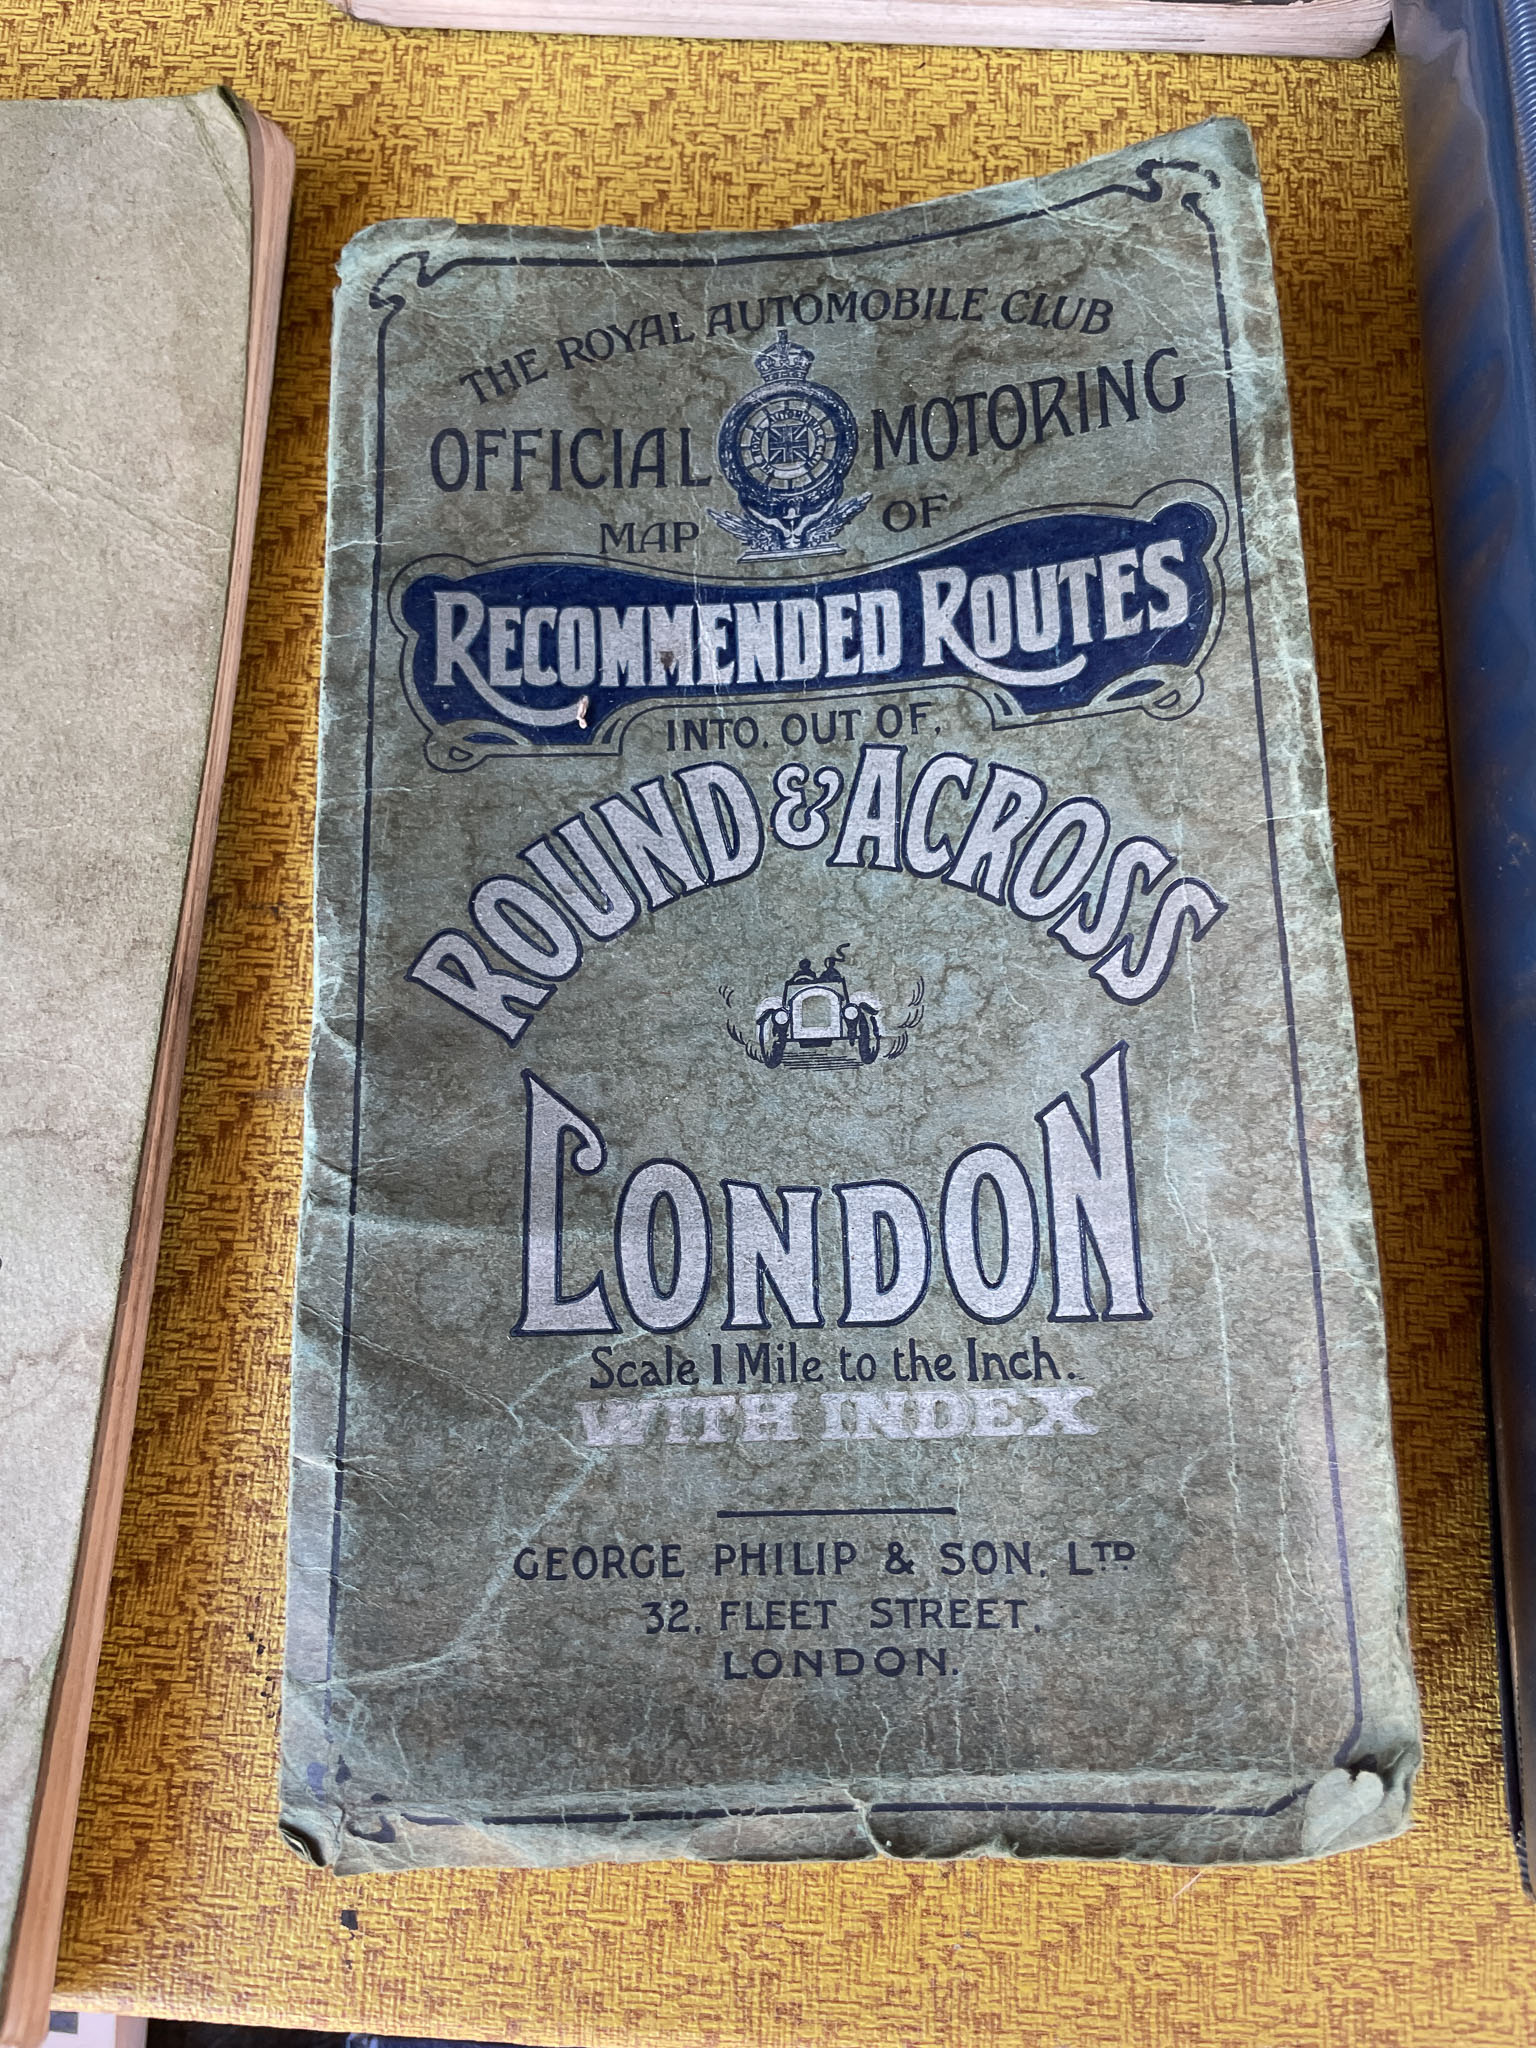 THE ROYAL AUTOMOBILE CLUB
OFFICIAL MOTORING
MAP OF
RECOMMENDED ROUTES
INTO, OUT OF,
ROUND & ACROSS
LONDON
Scale 1 Mile to the Inch.
WITH INDEX
GEORGE PHILIP & SON, LTD
32, FLEET STREET,
LONDON.